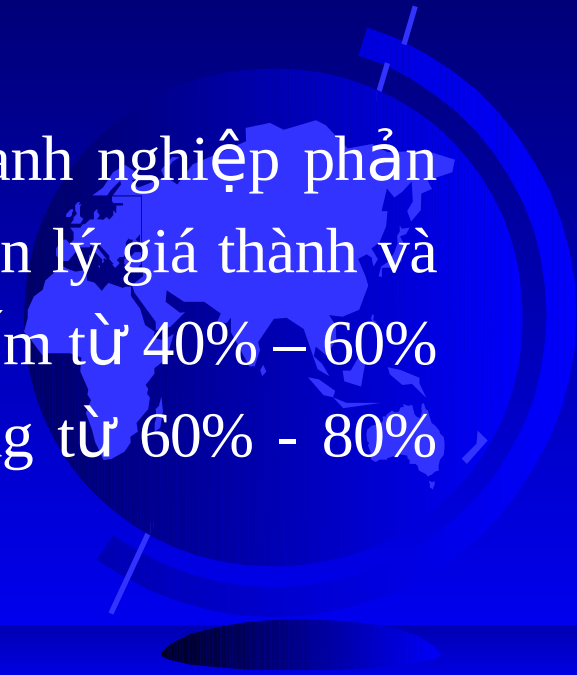 anh nghiệp phản
n lý giá thành và
m từ 40% – 60%
g từ 60% - 80%